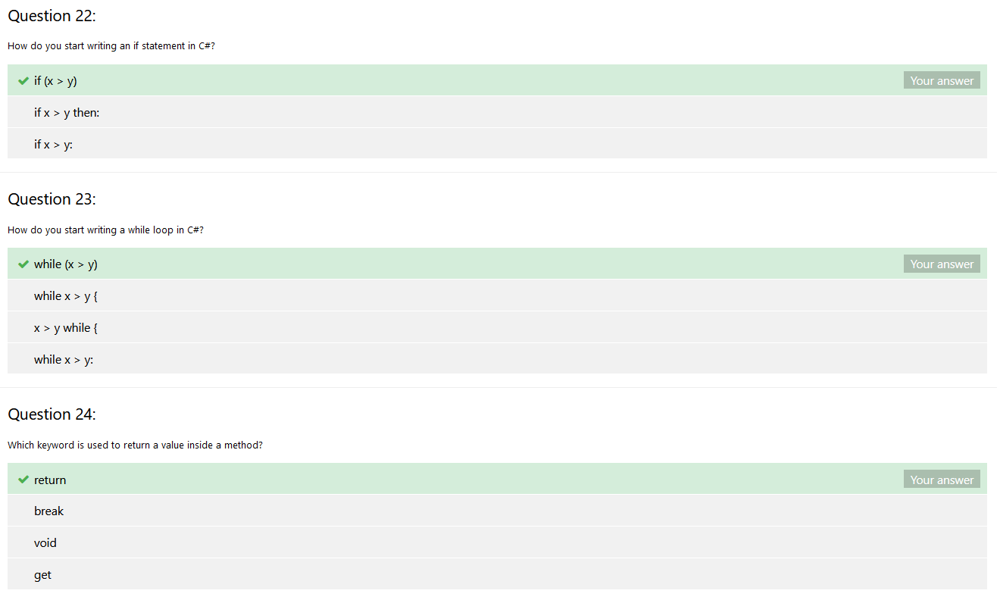 Question 22:
How do you start writing an if statement in C#?
if (x > y) Your answer
if x > y then:
if x > y:
Question 23:
How do you start writing a while loop in C#?
while (x > y) Your answer
while x > y {
x > y while {
while x > y:
Question 24:
Which keyword is used to return a value inside a method?
return Your answer
break
void
get